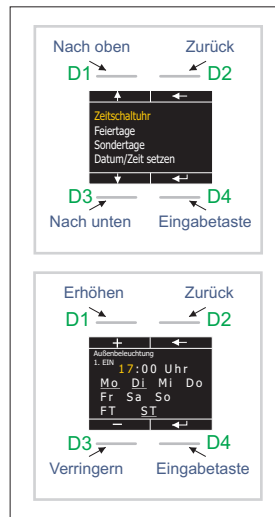 Nach oben Zurück
D1 D2
Zeitschaltuhr
Feiertage
Sondertage
Datum/Zeit setzen
D3 D4
Nach unten Eingabetaste
Erhöhen Zurück
D1 D2
+
Außenbeleuchtung
1. EIN
17:00 Uhr
Mo Di Mi Do
Fr Sa So
FT ST
–
D3 D4
Verringern Eingabetaste